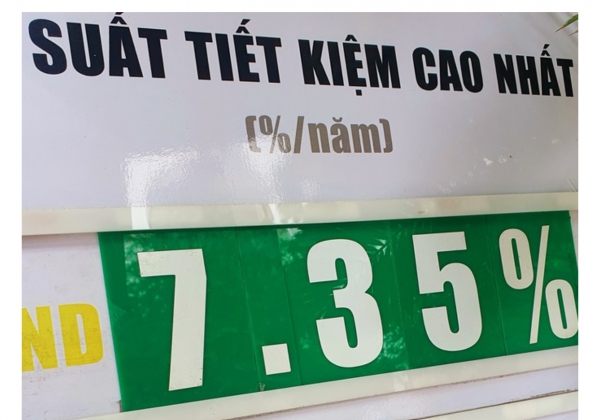 SUẤT TIẾT KIỆM CAO NHẤT
(%/năm)
ND 7.35%